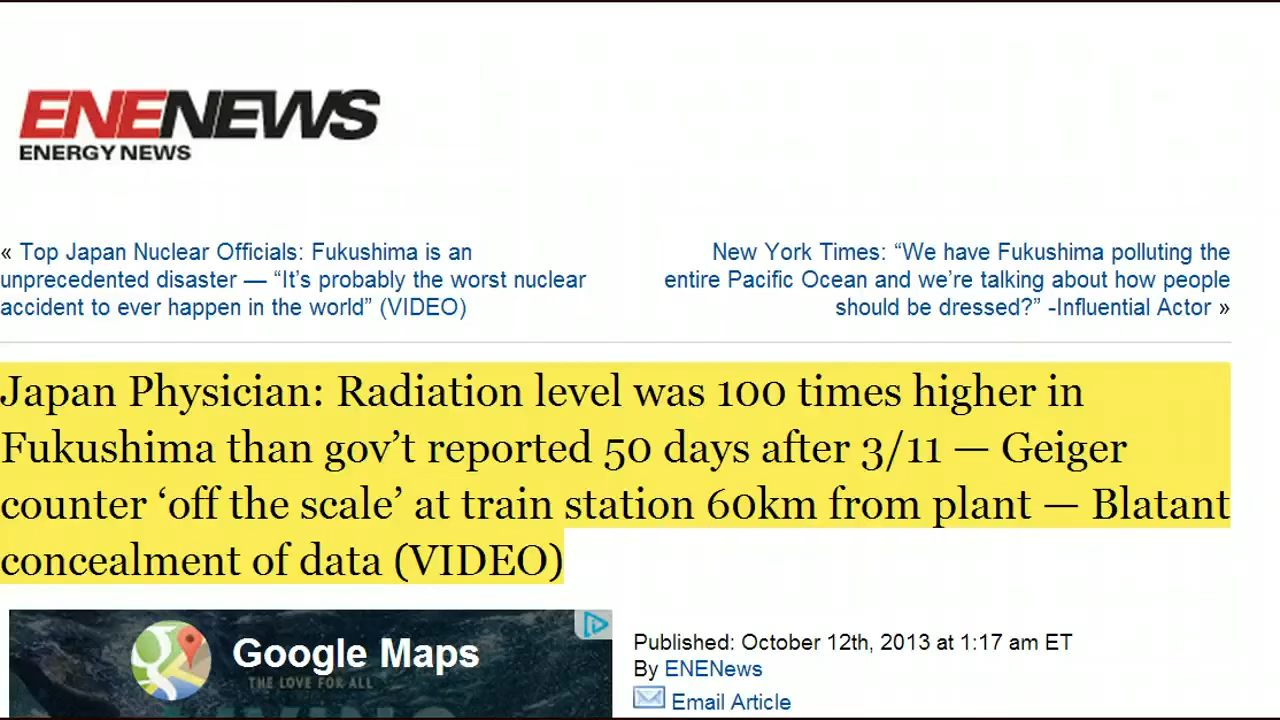 ENENEWS
ENERGY NEWS
« Top Japan Nuclear Officials: Fukushima is an
unprecedented disaster — “It’s probably the worst nuclear
accident to ever happen in the world” (VIDEO)
New York Times: “We have Fukushima polluting the
entire Pacific Ocean and we’re talking about how people
should be dressed?” -Influential Actor »
Japan Physician: Radiation level was 100 times higher in
Fukushima than gov’t reported 50 days after 3/11 — Geiger
counter ‘off the scale’ at train station 60km from plant — Blatant
concealment of data (VIDEO)
Google Maps
THE LOVE FOR ALL
Published: October 12th, 2013 at 1:17 am ET
By ENENews
Email Article